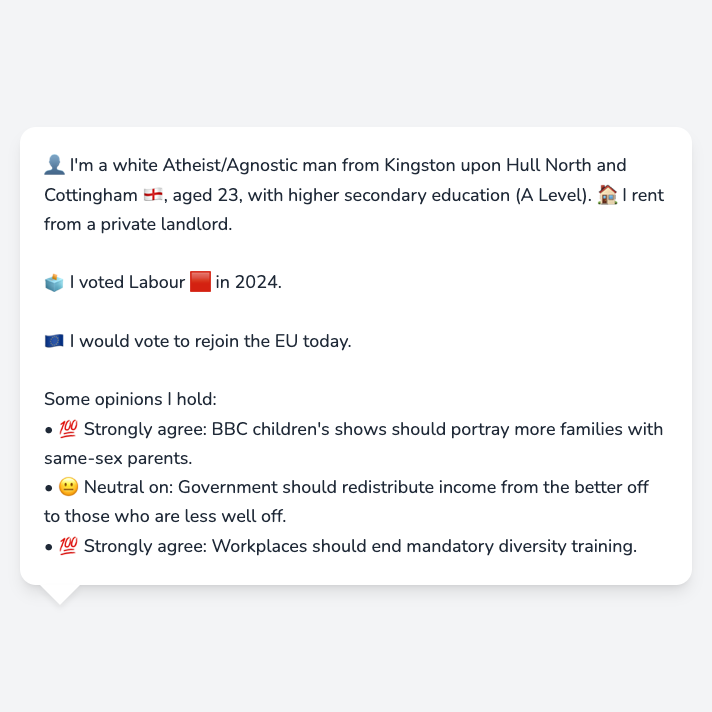 👤 I'm a white Atheist/Agnostic man from Kingston upon Hull North and
Cottingham 🏴󠁧󠁢󠁥󠁮󠁧󠁿, aged 23, with higher secondary education (A Level). 🏠 I rent
from a private landlord.
🗳️ I voted Labour 🟥 in 2024.
🇪🇺 I would vote to rejoin the EU today.
Some opinions I hold:
• 💯 Strongly agree: BBC children's shows should portray more families with
same-sex parents.
• 😐 Neutral on: Government should redistribute income from the better off
to those who are less well off.
• 💯 Strongly agree: Workplaces should end mandatory diversity training.